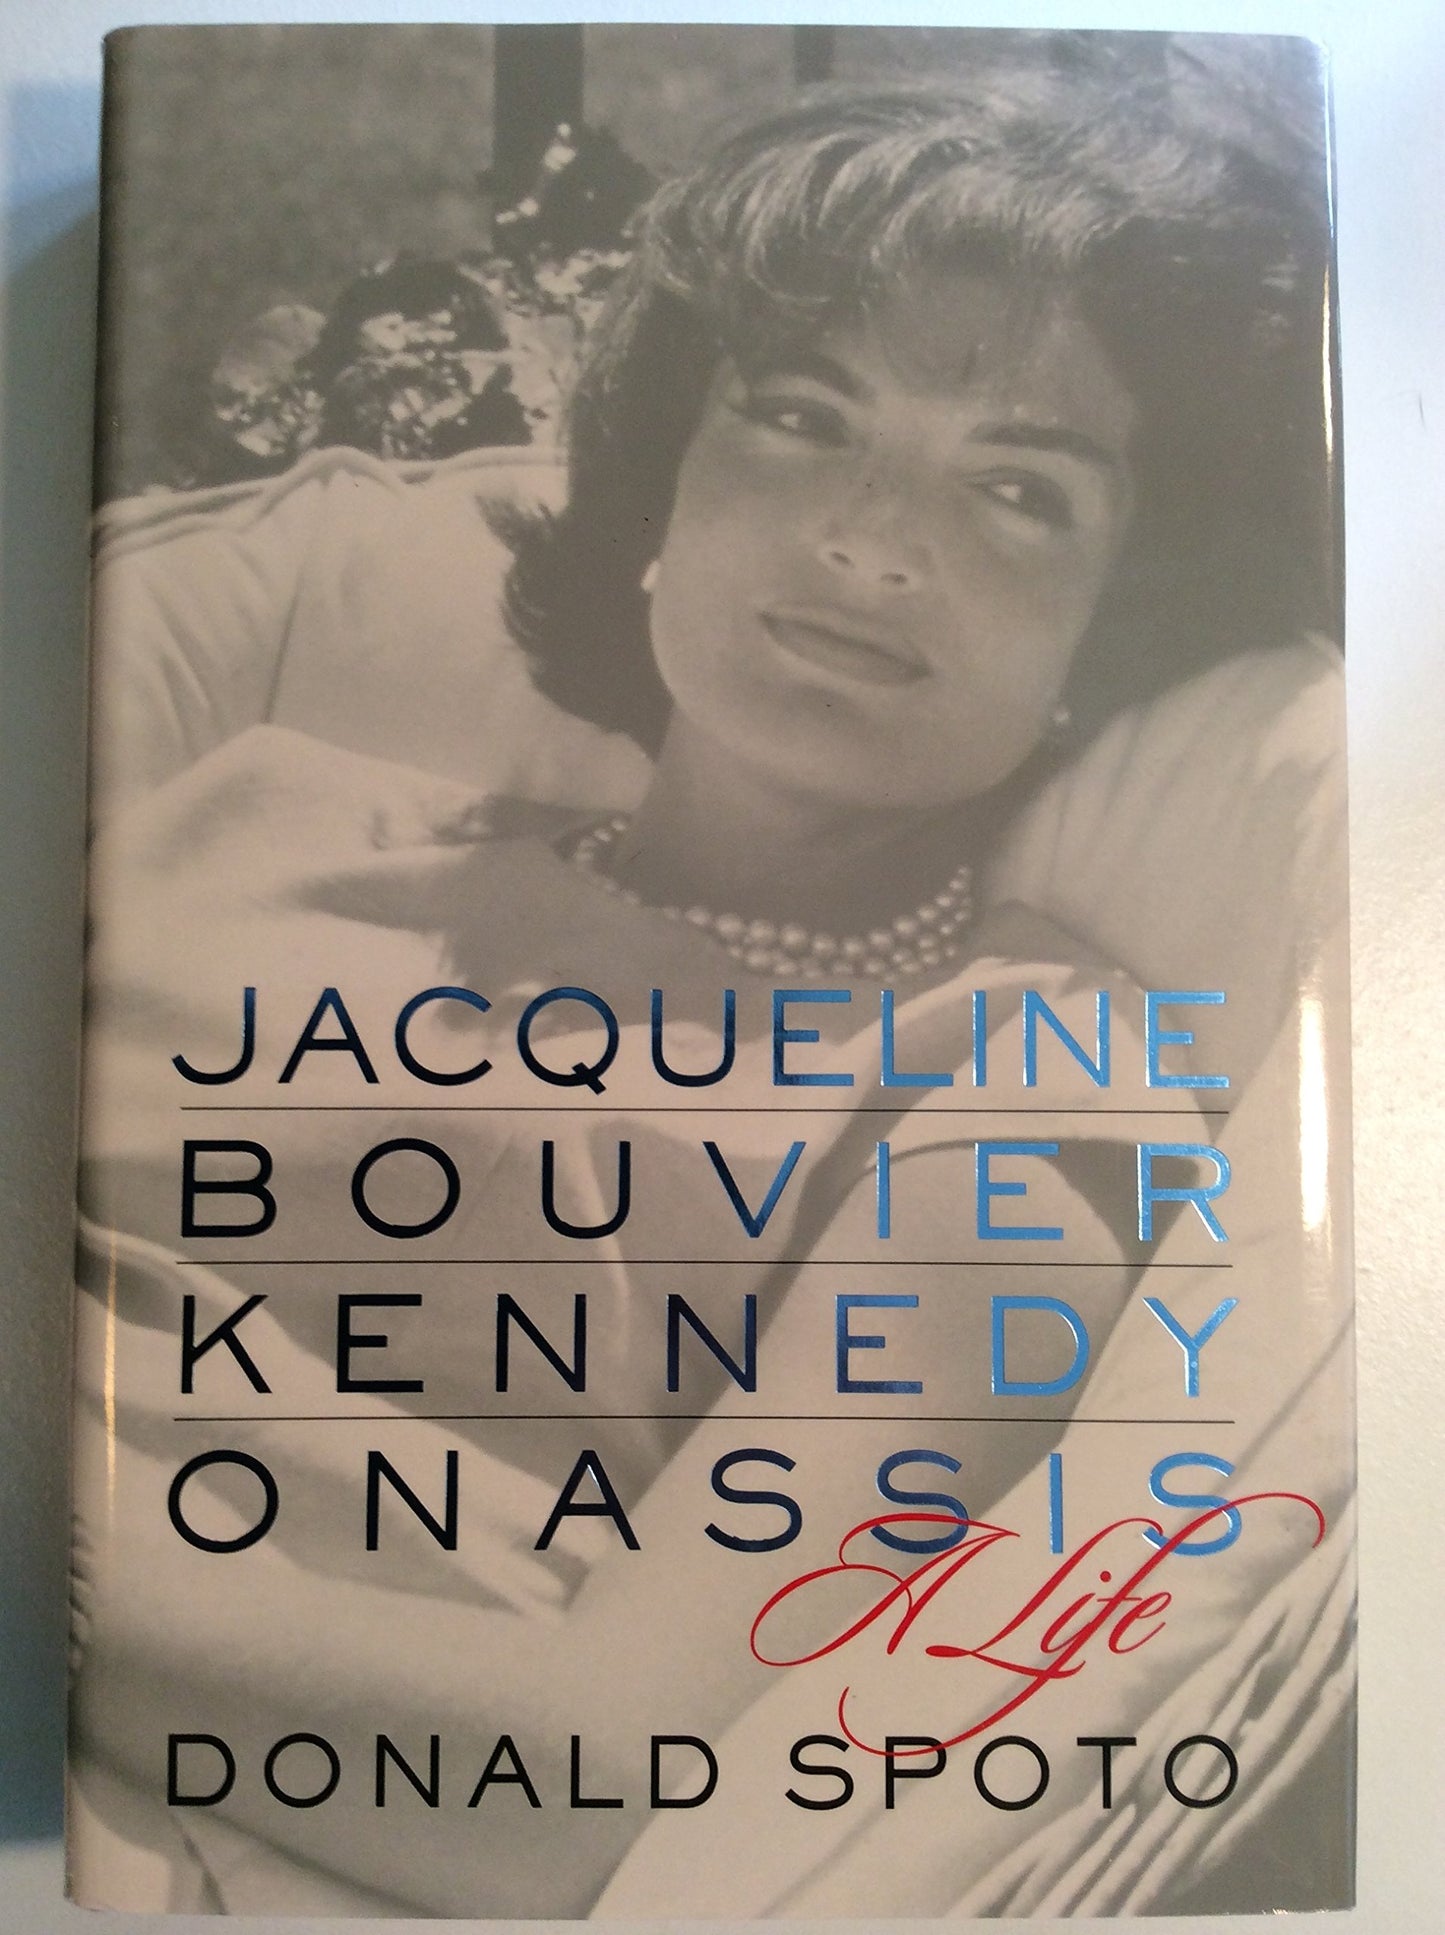 JACQUELINE
BOUVIER
KENNEDY
ONASSIS
A Life
DONALD SPOTO